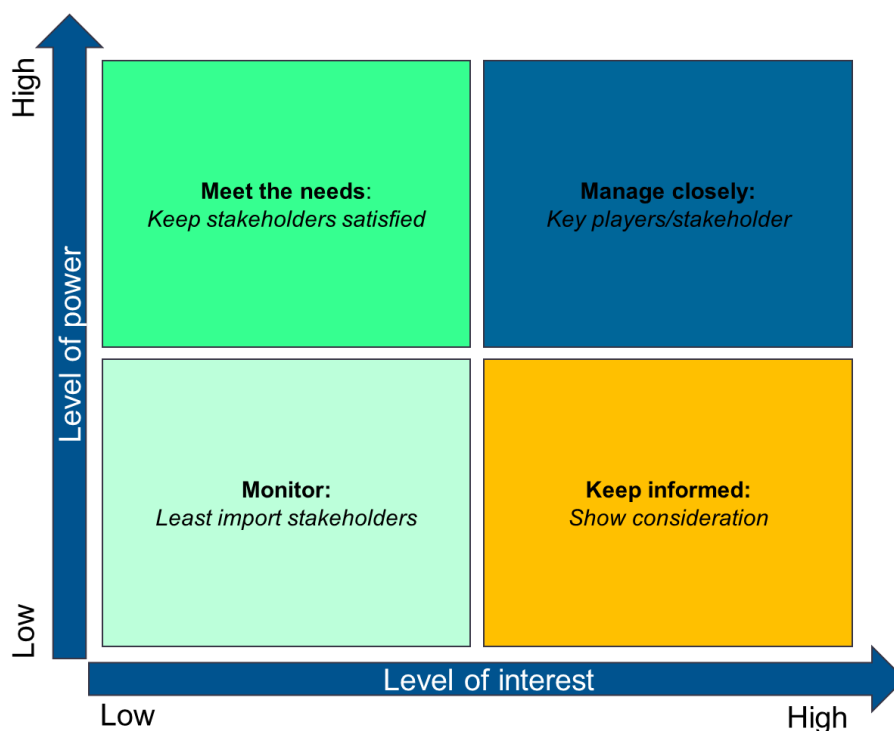 High
Meet the needs:
Keep stakeholders satisfied
Manage closely:
Key players/stakeholder
Level of power
Monitor:
Least import stakeholders
Keep informed:
Show consideration
Low
Level of interest
Low
High